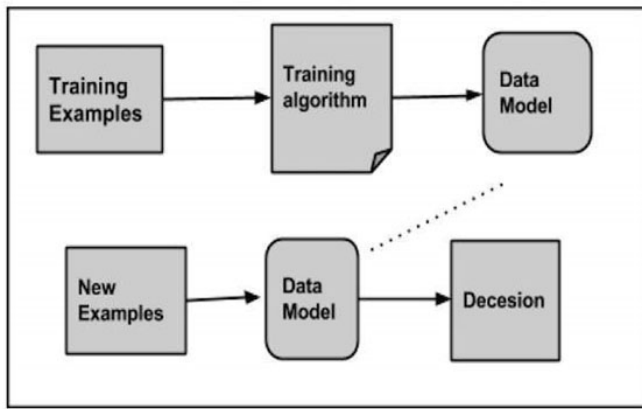 Training
Examples
Training
algorithm
Data
Model
New
Examples
Data
Model
Decesion